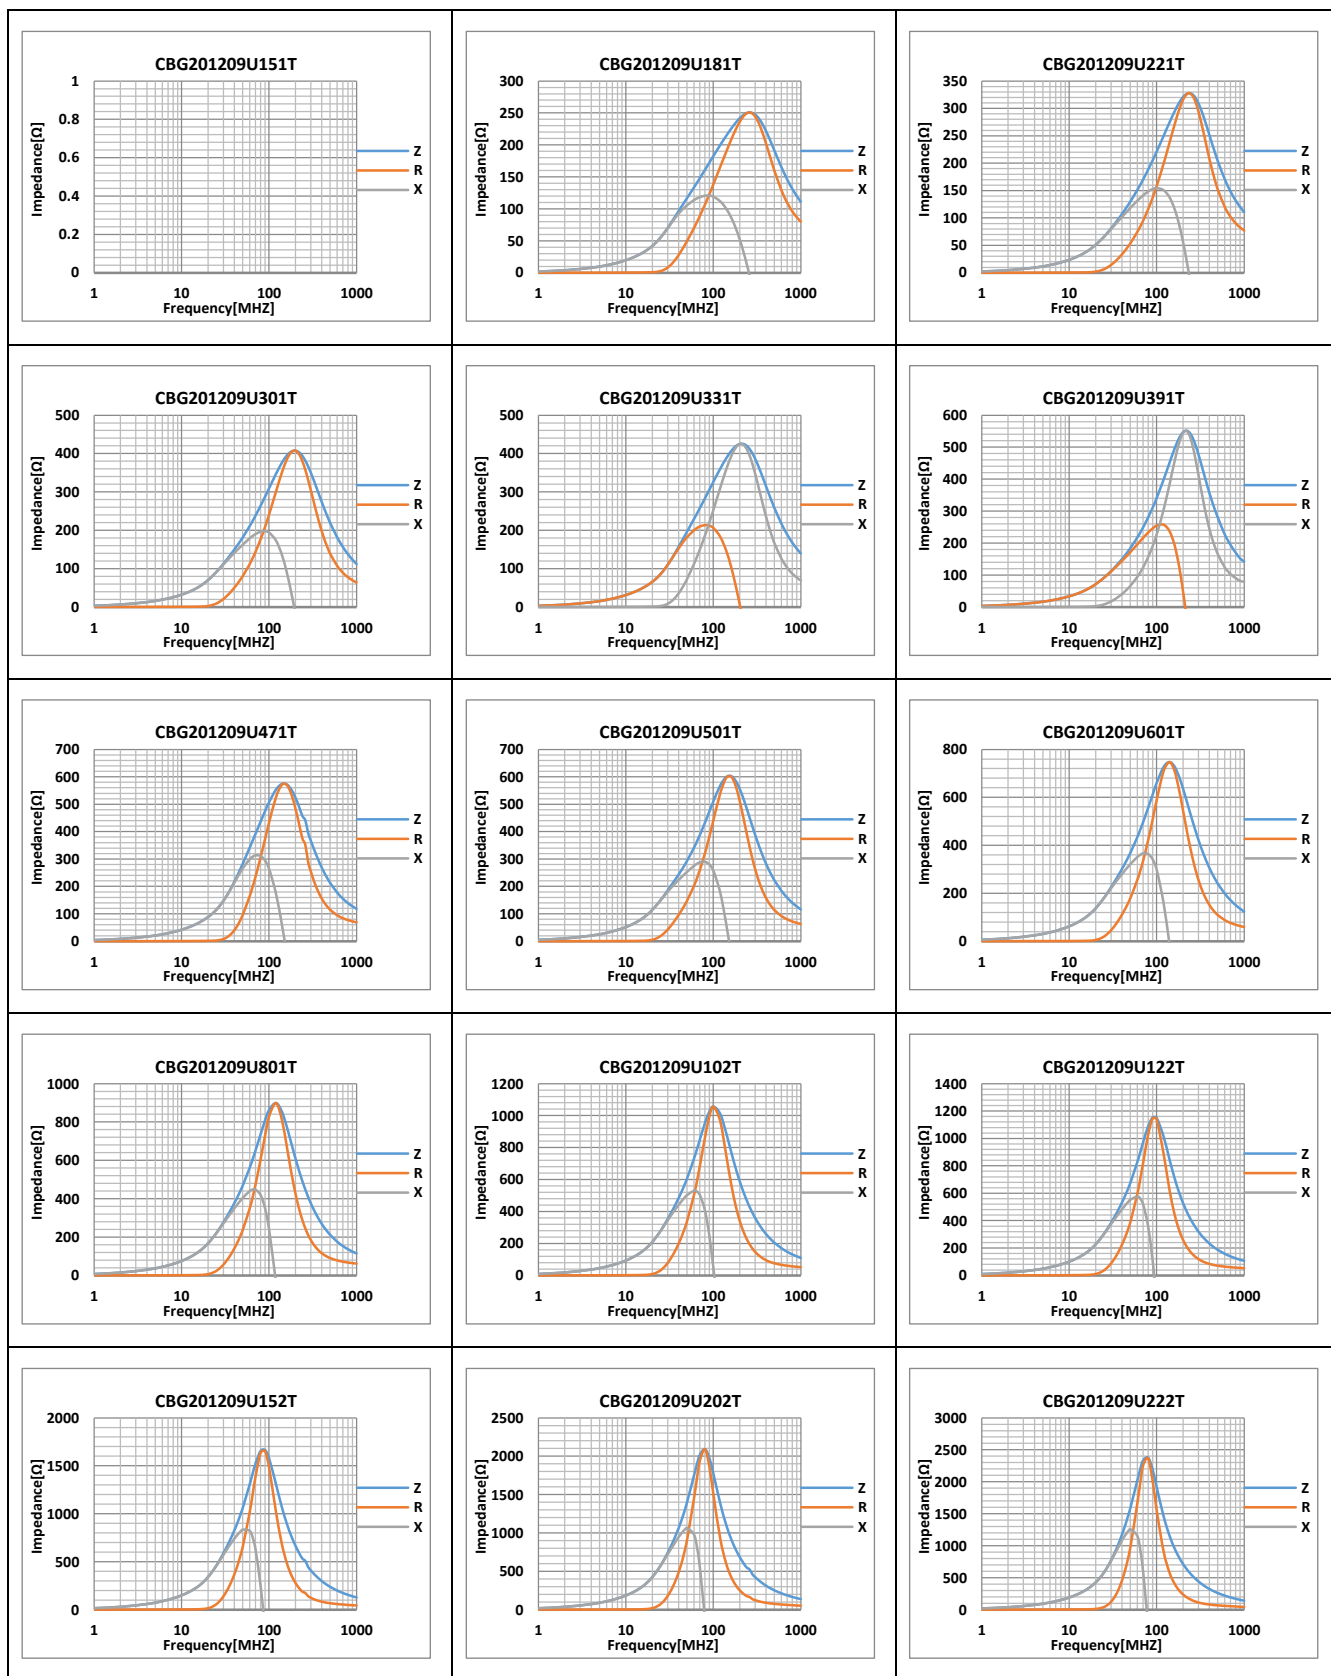 CBG201209U151T
Impedance[Ω]
1
0.8
0.6
0.4
0.2
0
1 10 100 1000
Frequency[MHZ]
Z
R
X
CBG201209U181T
Impedance[Ω]
300
250
200
150
100
50
0
1 10 100 1000
Frequency[MHZ]
Z
R
X
CBG201209U221T
Impedance[Ω]
350
300
250
200
150
100
50
0
1 10 100 1000
Frequency[MHZ]
Z
R
X
CBG201209U301T
Impedance[Ω]
500
400
300
200
100
0
1 10 100 1000
Frequency[MHZ]
Z
R
X
CBG201209U331T
Impedance[Ω]
500
400
300
200
100
0
1 10 100 1000
Frequency[MHZ]
Z
R
X
CBG201209U391T
Impedance[Ω]
600
500
400
300
200
100
0
1 10 100 1000
Frequency[MHZ]
Z
R
X
CBG201209U471T
Impedance[Ω]
700
600
500
400
300
200
100
0
1 10 100 1000
Frequency[MHZ]
Z
R
X
CBG201209U501T
Impedance[Ω]
700
600
500
400
300
200
100
0
1 10 100 1000
Frequency[MHZ]
Z
R
X
CBG201209U601T
Impedance[Ω]
800
600
400
200
0
1 10 100 1000
Frequency[MHZ]
Z
R
X
CBG201209U801T
Impedance[Ω]
1000
800
600
400
200
0
1 10 100 1000
Frequency[MHZ]
Z
R
X
CBG201209U102T
Impedance[Ω]
1200
1000
800
600
400
200
0
1 10 100 1000
Frequency[MHZ]
Z
R
X
CBG201209U122T
Impedance[Ω]
1400
1200
1000
800
600
400
200
0
1 10 100 1000
Frequency[MHZ]
Z
R
X
CBG201209U152T
Impedance[Ω]
2000
1500
1000
500
0
1 10 100 1000
Frequency[MHZ]
Z
R
X
CBG201209U202T
Impedance[Ω]
2500
2000
1500
1000
500
0
1 10 100 1000
Frequency[MHZ]
Z
R
X
CBG201209U222T
Impedance[Ω]
3000
2500
2000
1500
1000
500
0
1 10 100 1000
Frequency[MHZ]
Z
R
X